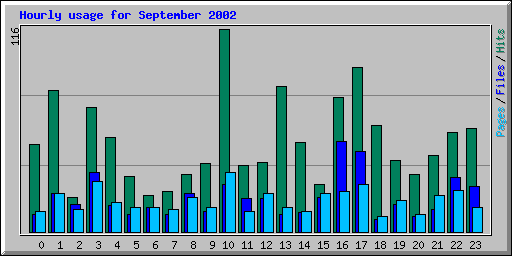 Hourly usage for September 2002
116
Pages / Files / Hits
0 1 2 3 4 5 6 7 8 9 10 11 12 13 14 15 16 17 18 19 20 21 22 23